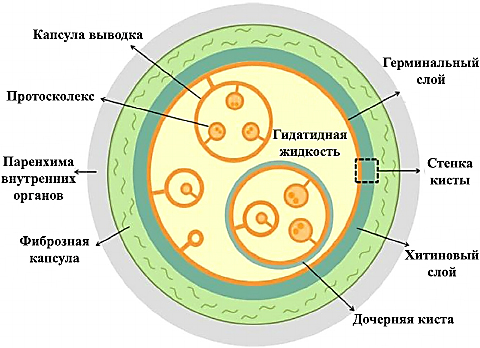 Капсула выводка
Протосколекс
Паренхима
внутренних
органов
Фиброзная
капсула
Гидатидная
жидкость
Герминальный
слой
Стенка
кисты
Хитиновый
слой
Дочерняя киста